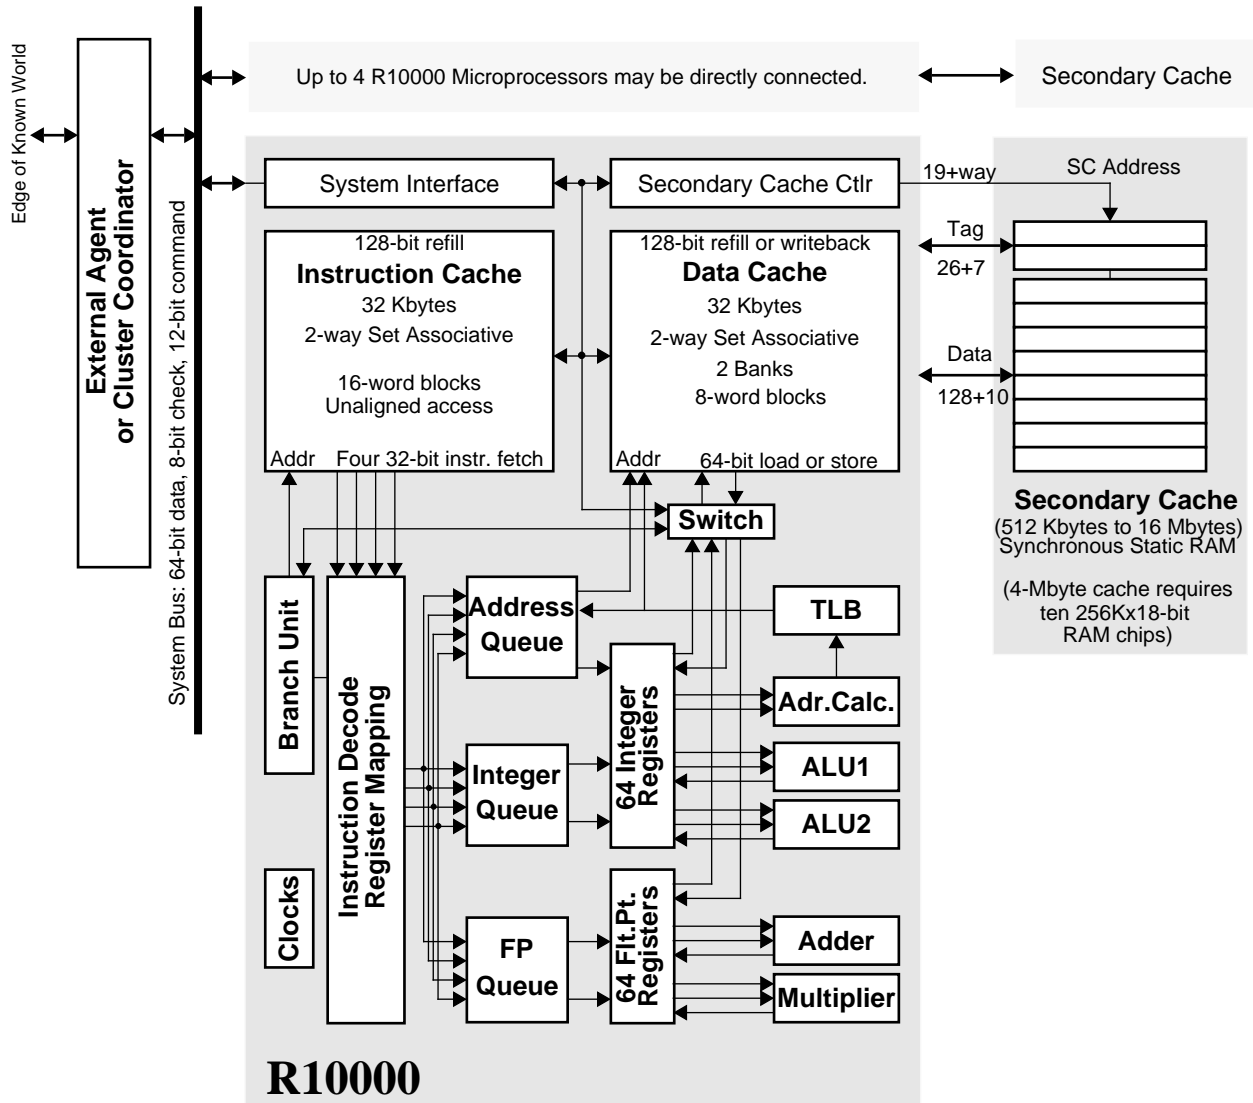 Edge of Known World
External Agent
or Cluster Coordinator
System Bus: 64-bit data, 8-bit check, 12-bit command
Up to 4 R10000 Microprocessors may be directly connected.
Secondary Cache
System Interface
Secondary Cache Ctlr
19+way
SC Address
Tag
26+7
Data
128+10
128-bit refill
Instruction Cache
32 Kbytes
2-way Set Associative
16-word blocks
Unaligned access
Addr
Four 32-bit instr. fetch
128-bit refill or writeback
Data Cache
32 Kbytes
2-way Set Associative
2 Banks
8-word blocks
Addr
64-bit load or store
Secondary Cache
(512 Kbytes to 16 Mbytes)
Synchronous Static RAM
(4-Mbyte cache requires
ten 256Kx18-bit
RAM chips)
Switch
Branch Unit
Clocks
Instruction Decode
Register Mapping
Address
Queue
Integer
Queue
FP
Queue
64 Integer
Registers
64 Flt.Pt.
Registers
TLB
Adr.Calc.
ALU1
ALU2
Adder
Multiplier
R10000